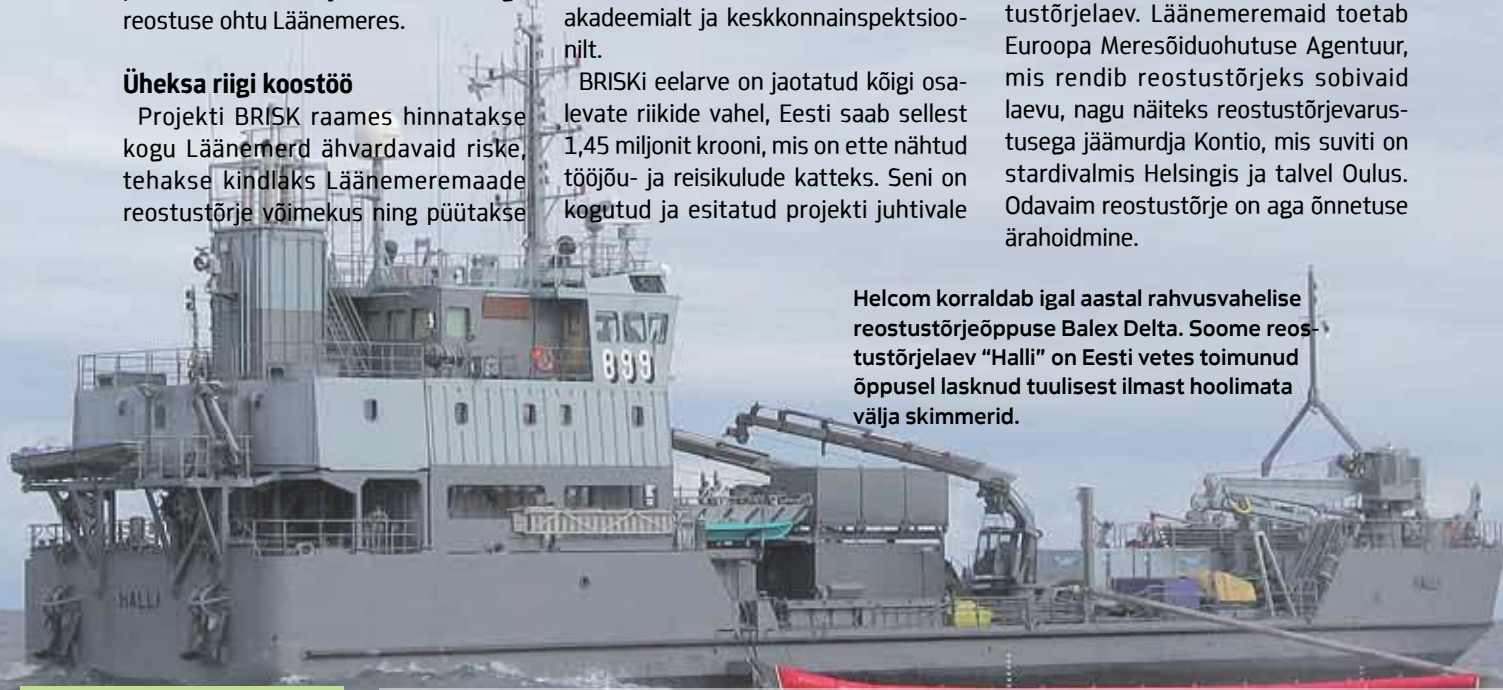 reostuse ohtu Läänemeres.
Üheksa riigi koostöö
Projekti BRISK raames hinnatakse
kogu Läänemerd ähvardavaid riske,
tehakse kindlaks Läänemeremaade
reostustõrje võimekus ning püütakse
akadeemialt ja keskkonnainspektsioo-
nilt.
BRISKi eelarve on jaotatud kõigi osa-
levate riikide vahel, Eesti saab sellest
1,45 miljonit krooni, mis on ette nähtud
tööjõu- ja reisikulude katteks. Seni on
kogutud ja esitatud projekti juhtivale
tustõrjelaev. Läänemeremaid toetab
Euroopa Meresõiduohutuse Agentuur,
mis rendib reostustõrjeks sobivaid
laevu, nagu näiteks reostustõrjevarus-
tusega jäämurdja Kontio, mis suviti on
stardivalmis Helsingis ja talvel Oulus.
Odavaim reostustõrje on aga õnnetuse
ärahoidmine.
Helcom korraldab igal aastal rahvusvahelise
reostustõrjeõppuse Balex Delta. Soome reos-
tustõrjelaev “Halli” on Eesti vetes toimunud
õppusel lasknud tuulisest ilmast hoolimata
välja skimmerid.
899
HALLI